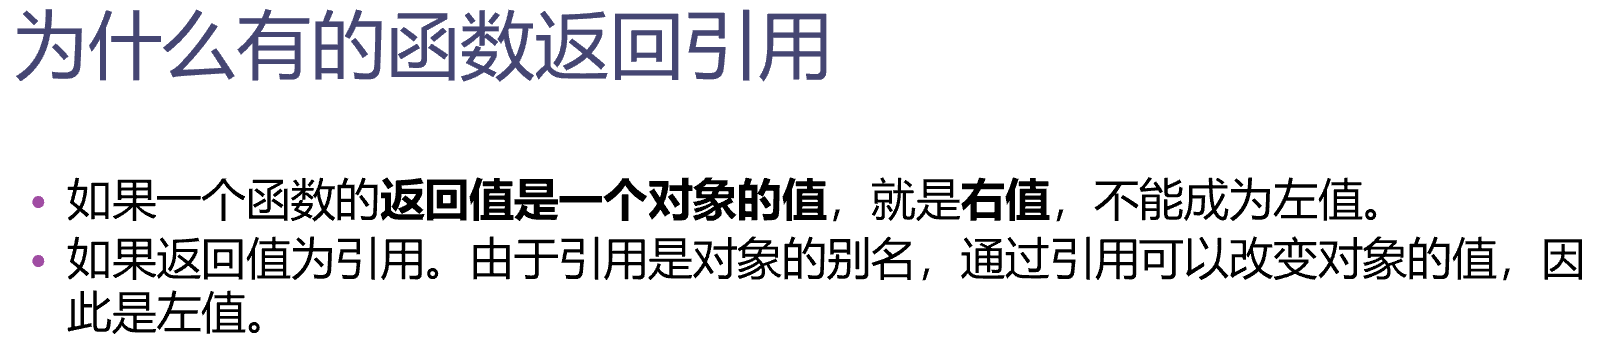 为什么有的函数返回引用
• 如果一个函数的返回值是一个对象的值，就是右值，不能成为左值。
• 如果返回值为引用。由于引用是对象的别名，通过引用可以改变对象的值，因
此是左值。